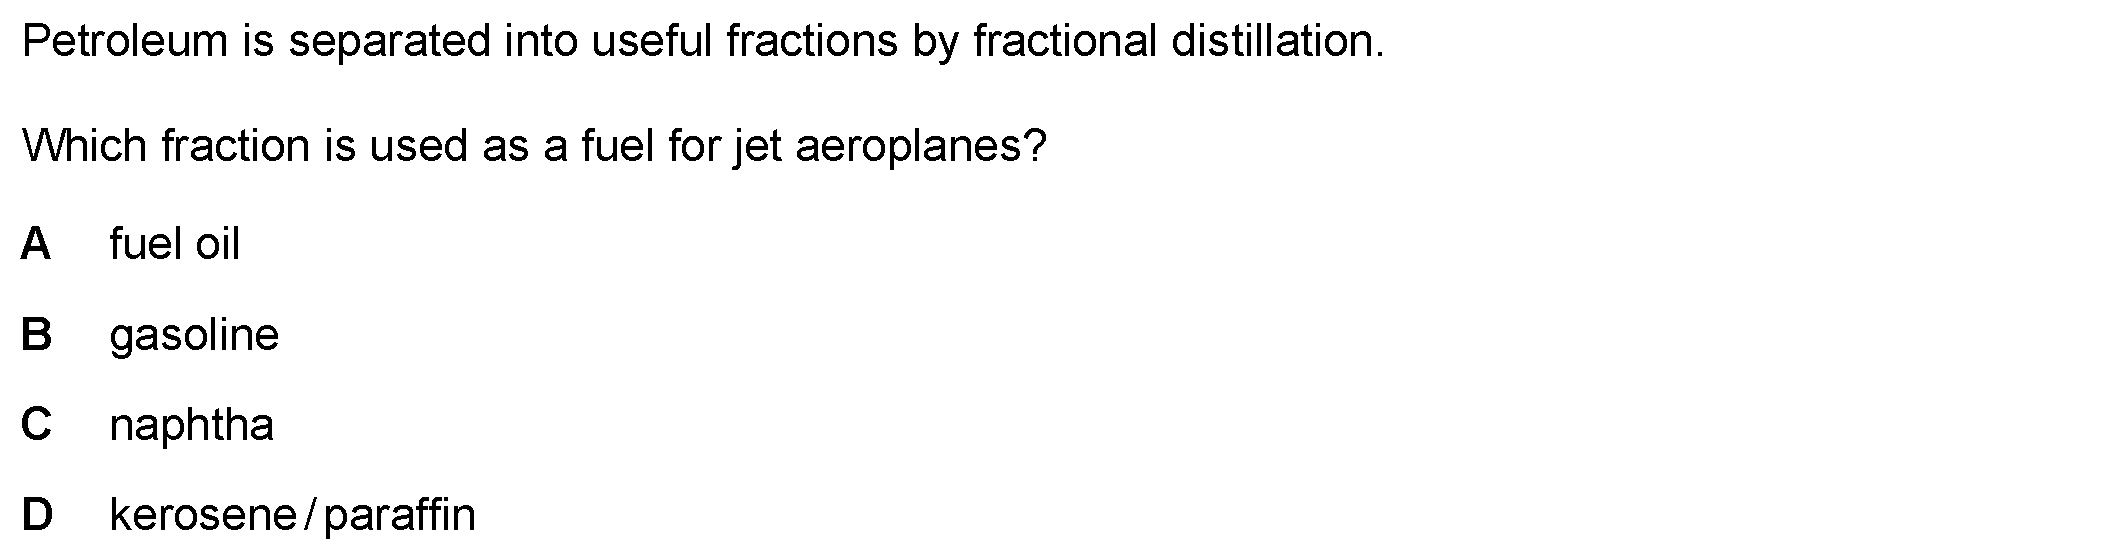 Petroleum is separated into useful fractions by fractional distillation.
Which fraction is used as a fuel for jet aeroplanes?
A fuel oil
B gasoline
C naphtha
D kerosene / paraffin